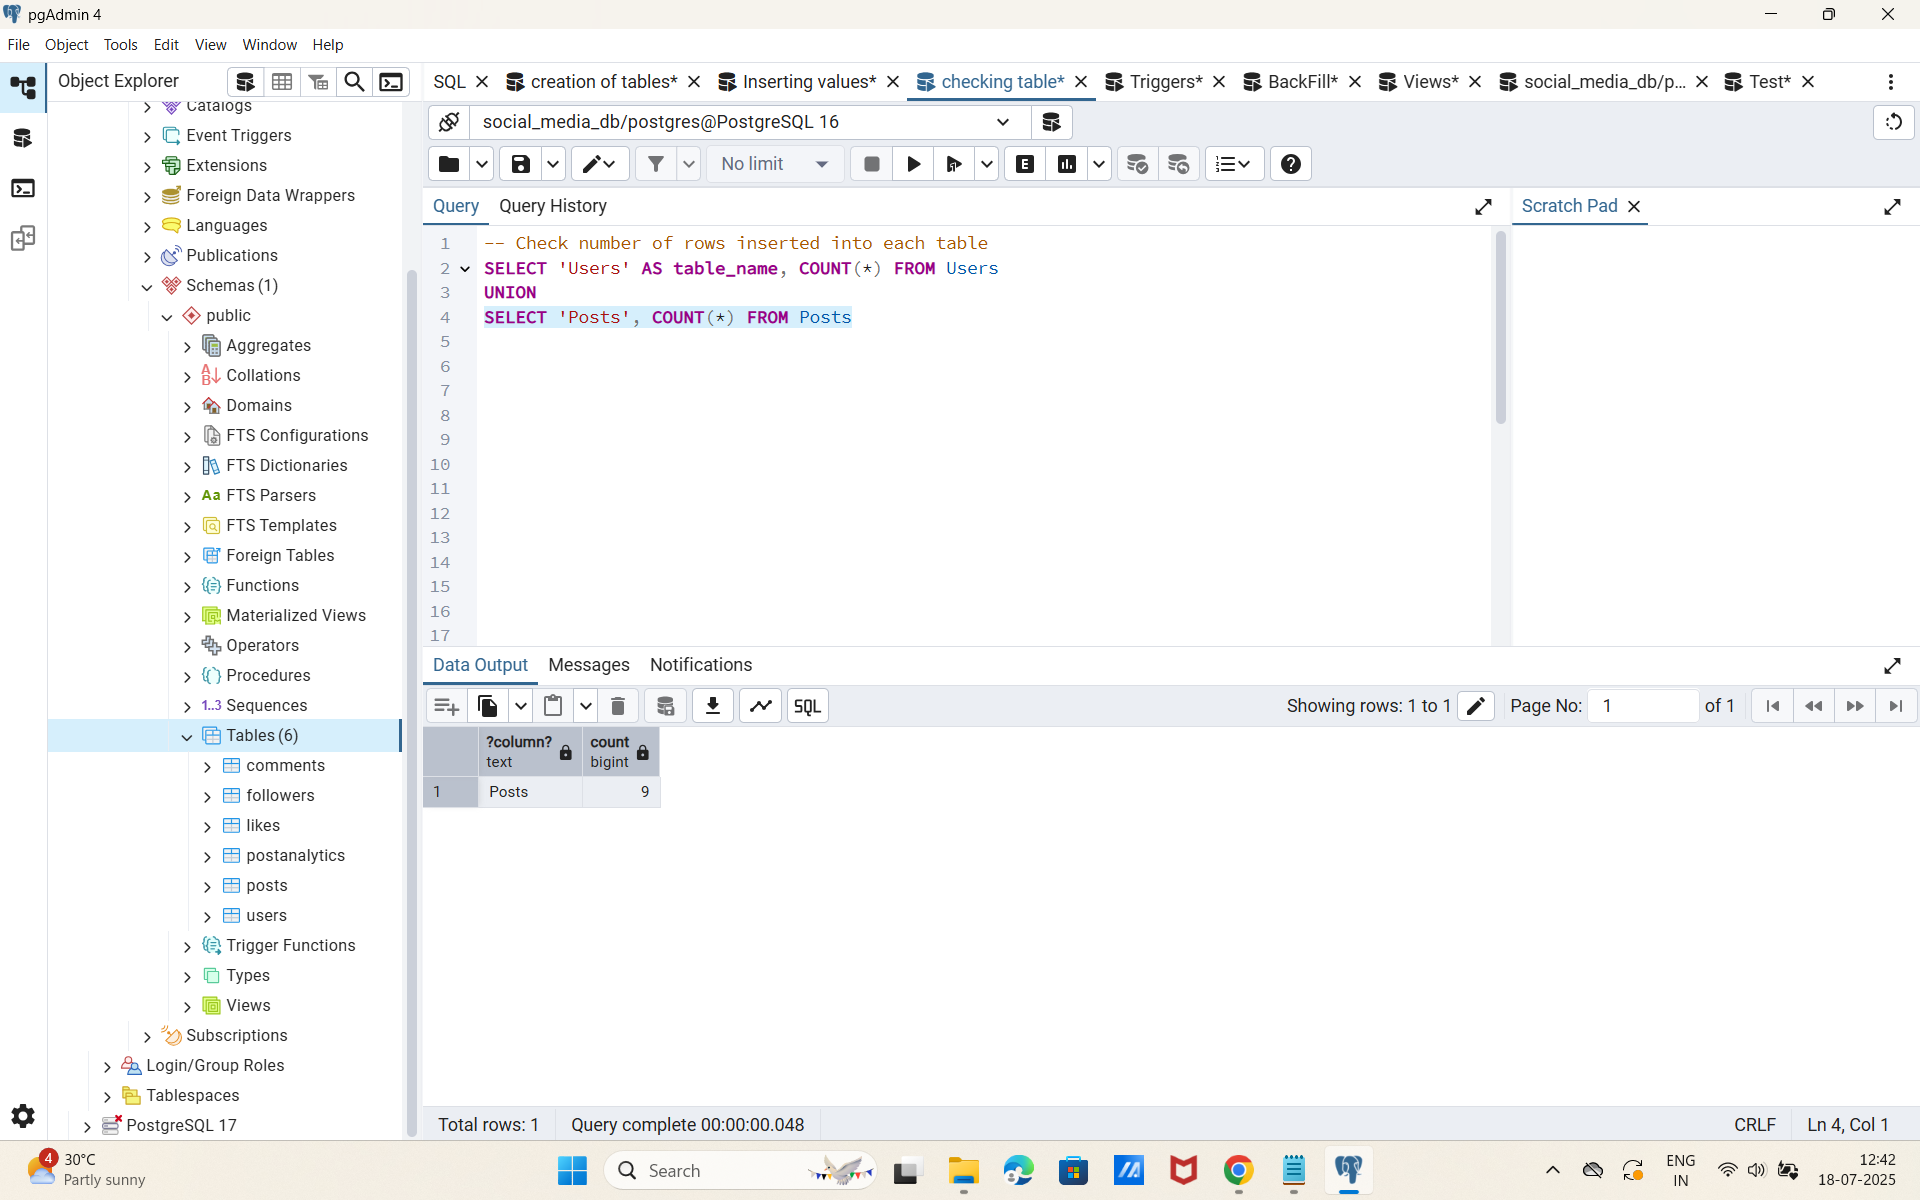 pgAdmin 4
File Object Tools Edit View Window Help
Object Explorer
SQL
creation of tables*
Inserting values*
checking table*
Triggers*
BackFill*
Views*
social_media_db/p...
Test*
social_media_db/postgres@PostgreSQL 16
No limit
E
Query Query History
Scratch Pad
1 -- Check number of rows inserted into each table
2 SELECT 'Users' AS table_name, COUNT(*) FROM Users
3 UNION
4 SELECT 'Posts', COUNT(*) FROM Posts
5
6
7
8
9
10
11
12
13
14
15
16
17
Catalogs
Event Triggers
Extensions
Foreign Data Wrappers
Languages
Publications
Schemas (1)
public
Aggregates
Collations
Domains
FTS Configurations
FTS Dictionaries
Aa FTS Parsers
FTS Templates
Foreign Tables
Functions
Materialized Views
Operators
Procedures
1..3 Sequences
Tables (6)
comments
followers
likes
postanalytics
posts
users
Trigger Functions
Types
Views
Subscriptions
Login/Group Roles
Tablespaces
PostgreSQL 17
Data Output Messages Notifications
SQL
Showing rows: 1 to 1
Page No: 1 of 1
?column? count
text bigint
1 Posts 9
Total rows: 1 Query complete 00:00:00.048
CRLF Ln 4, Col 1
4
30°C
Partly sunny
Search
ENG
IN
12:42
18-07-2025